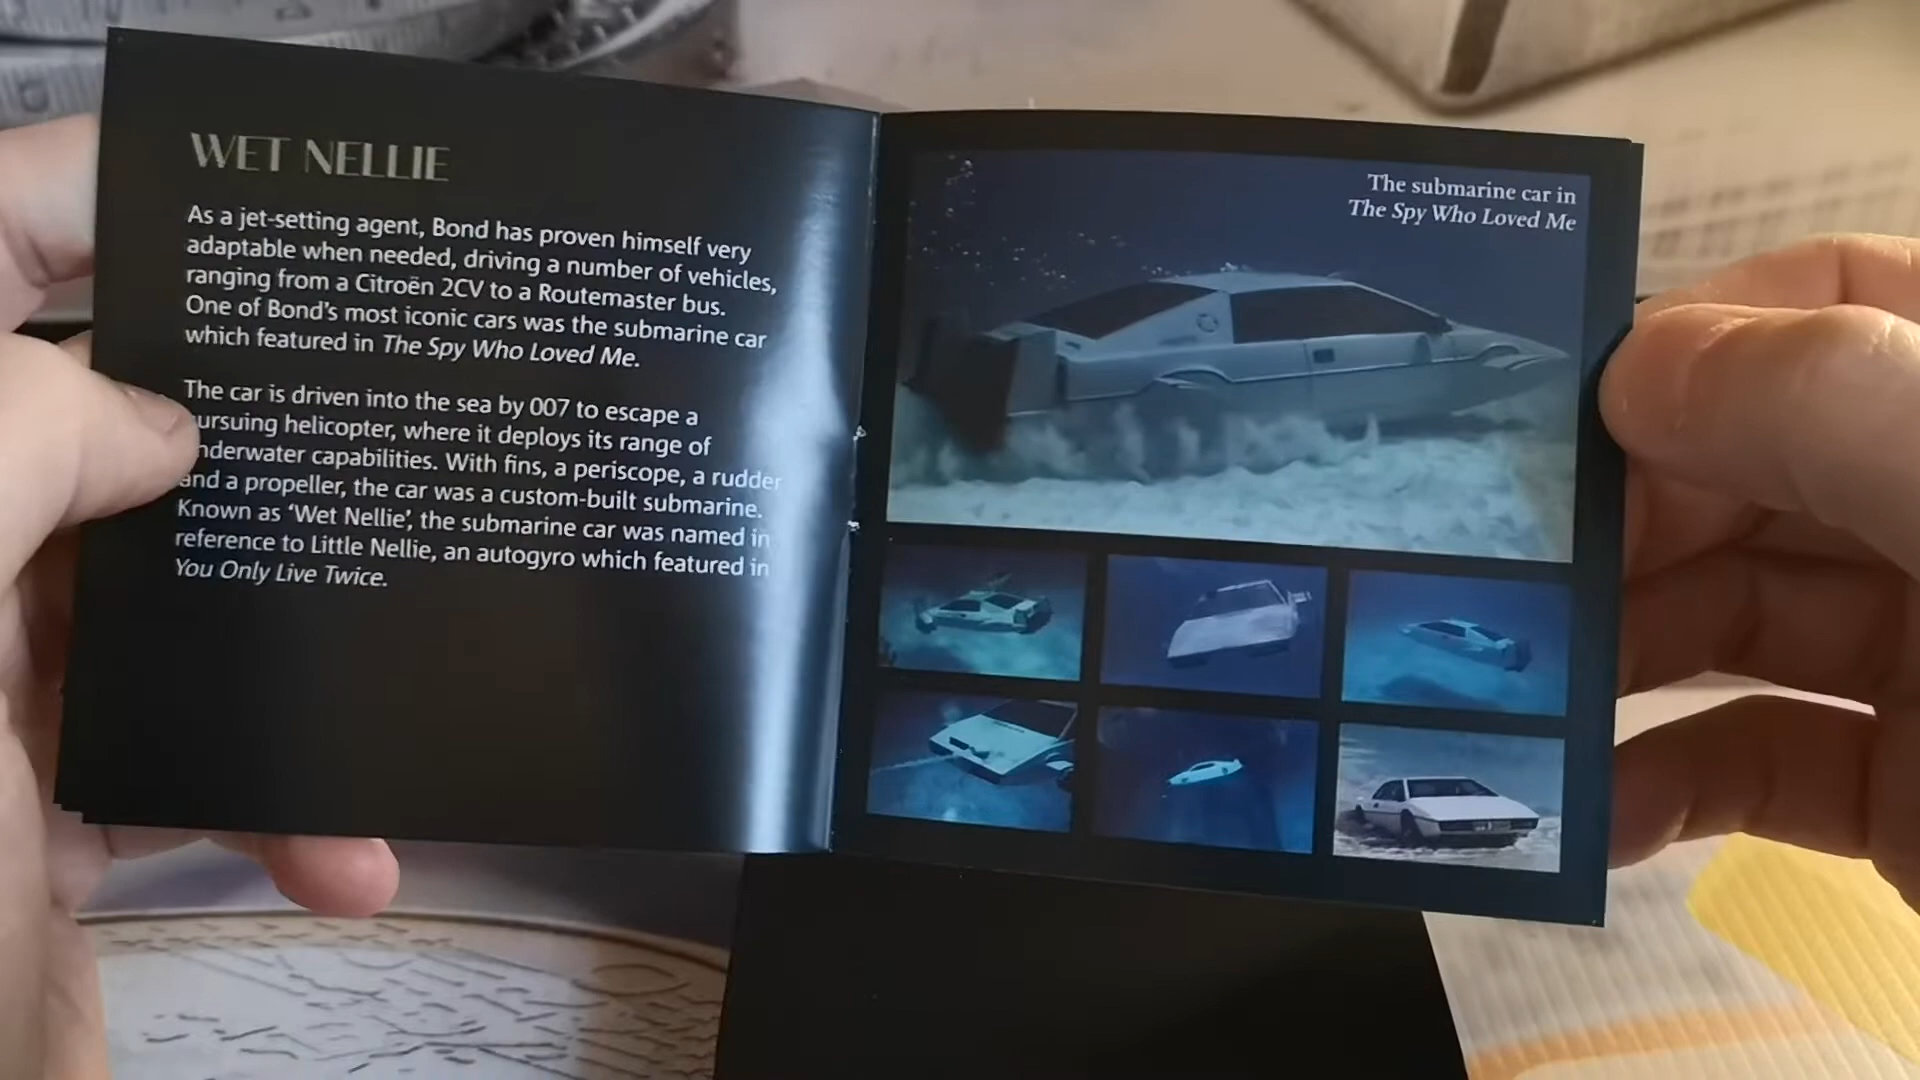 WET NELLIE
As a jet-setting agent, Bond has proven himself very
adaptable when needed, driving a number of vehicles,
ranging from a Citroën 2CV to a Routemaster bus.
One of Bond's most iconic cars was the submarine car
which featured in The Spy Who Loved Me.
The car is driven into the sea by 007 to escape a
ursuing helicopter, where it deploys its range of
nderwater capabilities. With fins, a periscope, a rudder
and a propeller, the car was a custom-built submarine.
Known as ‘Wet Nellie’, the submarine car was named in
reference to Little Nellie, an autogyro which featured in
You Only Live Twice.
The submarine car in
The Spy Who Loved Me